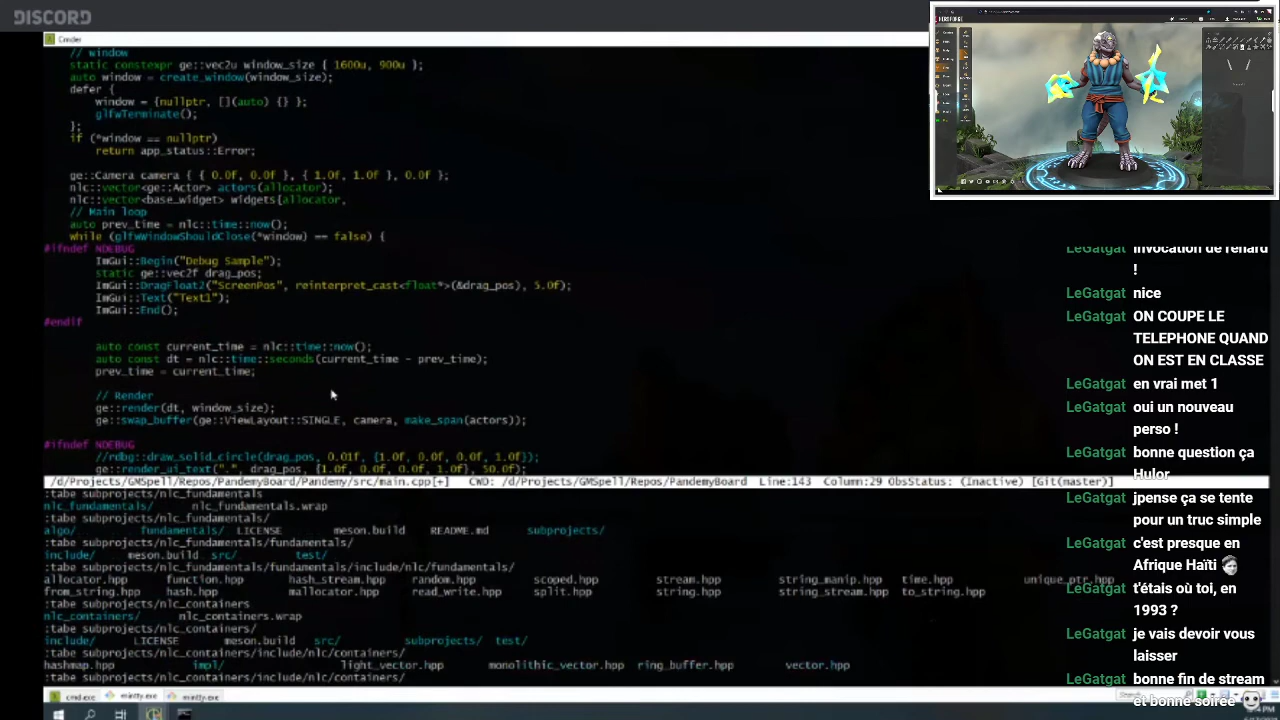 DISCORD
Cmder
// window
static constexpr ge::vec2u window_size { 1600u, 900u };
auto window = create_window(window_size);
defer {
window = {nullptr, [](auto) {} };
glfwTerminate();
};
if (*window == nullptr)
return app_status::Error;
ge::Camera camera { { 0.0f, 0.0f }, { 1.0f, 1.0f }, 0.0f };
nlc::vector<ge::Actor> actors(allocator);
nlc::vector<base_widget> widgets{allocator,
// Main loop
auto prev_time = nlc::time::now();
while (glfwWindowShouldClose(*window) == false) {
#ifndef NDEBUG
ImGui::Begin("Debug Sample");
static ge::vec2f drag_pos;
ImGui::DragFloat2("ScreenPos", reinterpret_cast<float*>(&drag_pos), 5.0f);
ImGui::Text("Text1");
ImGui::End();
#endif
auto const current_time = nlc::time::now();
auto const dt = nlc::time::seconds(current_time - prev_time);
prev_time = current_time;
// Render
ge::render(dt, window_size);
ge::swap_buffer(ge::ViewLayout::SINGLE, camera, make_span(actors));
#ifndef NDEBUG
//rdbg::draw_solid_circle(drag_pos, 0.01f, {1.0f, 0.0f, 0.0f, 1.0f});
ge::render_ui_text(".", drag_pos, {1.0f, 0.0f, 0.0f, 1.0f}, 50.0f);
/d/Projects/GMSpell/Repos/PandemyBoard/Pandemy/src/main.cpp[+] CWD: /d/Projects/GMSpell/Repos/PandemyBoard Line:143 Column:29 ObsStatus: (Inactive) [Git(master)]
:tabe subprojects/nlc_fundamentals
nlc_fundamentals/ nlc_fundamentals.wrap
:tabe subprojects/nlc_fundamentals/
algo/ fundamentals/ LICENSE meson.build README.md subprojects/
:tabe subprojects/nlc_fundamentals/fundamentals/
include/ meson.build src/ test/
:tabe subprojects/nlc_fundamentals/fundamentals/include/nlc/fundamentals/
allocator.hpp function.hpp hash_stream.hpp random.hpp scoped.hpp stream.hpp string_manip.hpp time.hpp unique_ptr.hpp
from_string.hpp hash.hpp mallocator.hpp read_write.hpp split.hpp string.hpp string_stream.hpp to_string.hpp
:tabe subprojects/nlc_containers
nlc_containers/ nlc_containers.wrap
:tabe subprojects/nlc_containers/
include/ LICENSE meson.build src/ subprojects/ test/
:tabe subprojects/nlc_containers/include/nlc/containers/
hashmap.hpp impl/ light_vector.hpp monolithic_vector.hpp ring_buffer.hpp vector.hpp
:tabe subprojects/nlc_containers/include/nlc/containers/
cmd.exe mintty.exe mintty.exe
HEROFORGE
LeGatgat invocation de renard
!
LeGatgat nice
LeGatgat ON COUPE LE
TELEPHONE QUAND
ON EST EN CLASSE
LeGatgat en vrai met 1
LeGatgat oui un nouveau
perso !
LeGatgat bonne question ça
Hulor
LeGatgat jpense ça se tente
pour un truc simple
LeGatgat c'est presque en
Afrique Haïti
LeGatgat t'étais où toi, en
1993 ?
LeGatgat je vais devoir vous
laisser
LeGatgat bonne fin de stream
et bonne soirée